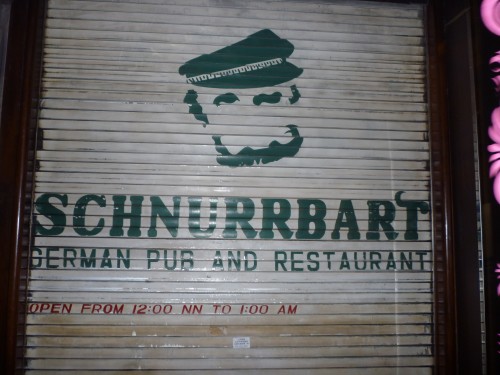 SCHNURRBART
GERMAN PUB AND RESTAURANT
OPEN FROM 12:00 NN TO 1:00 AM